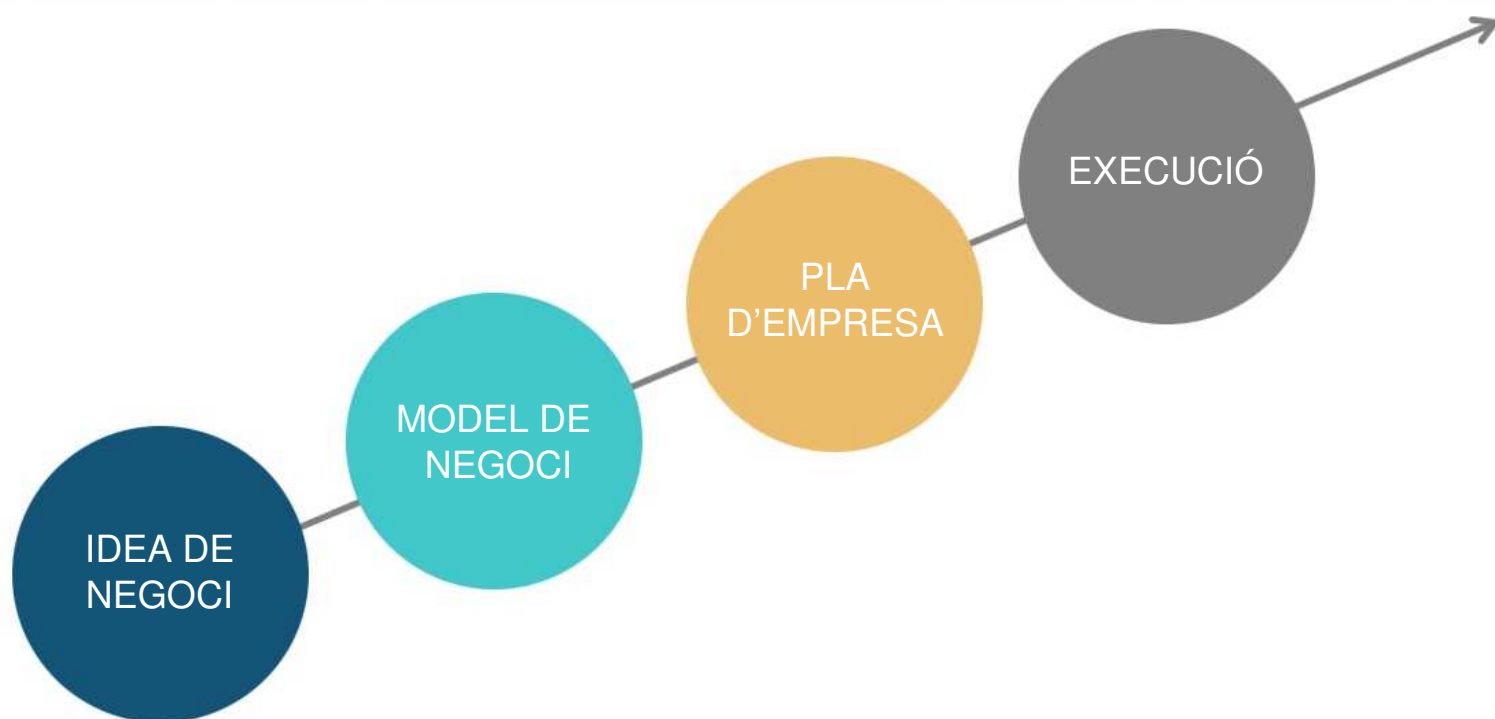 IDEA DE
NEGOCI
MODEL DE
NEGOCI
PLA
D’EMPRESA
EXECUCIÓ